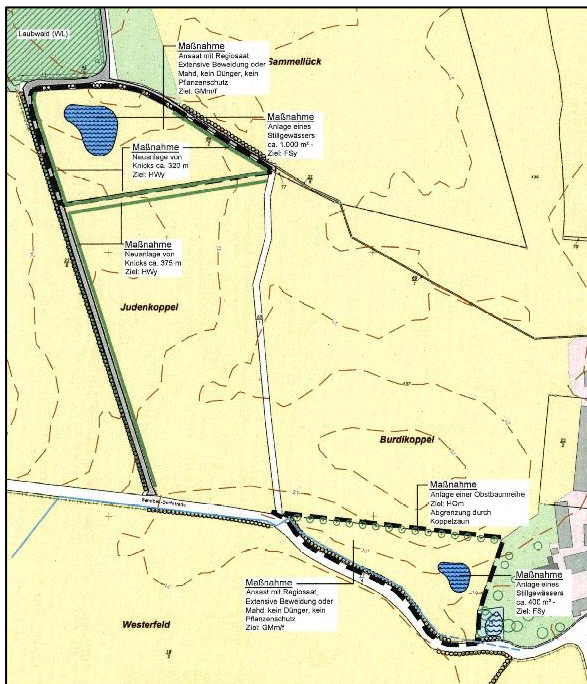 Laubwald (WL)
Maßnahme
Ansaat mit Regiosaat,
Extensive Beweidung oder
Mahd, kein Dünger, kein
Pflanzenschutz
Ziel: GMm/f
Sammellück
Maßnahme
Anlage eines
Stillgewässers
ca. 1.000 m² -
Ziel: FSy
Maßnahme
Neuanlage von
Knicks ca. 320 m
Ziel: HWy
Maßnahme
Neuanlage von
Knicks ca. 375 m
Ziel: HWy
Judenkoppel
Burdikoppel
Maßnahme
Anlage einer Obstbaumreihe
Ziel: HOm
Abgrenzung durch
Koppelzaun
Maßnahme
Ansaat mit Regiosaat,
Extensive Beweidung oder
Mahd, kein Dünger, kein
Pflanzenschutz
Ziel: GMm/f
Maßnahme
Anlage eines
Stillgewässers
ca. 400 m² -
Ziel: FSy
Westerfeld